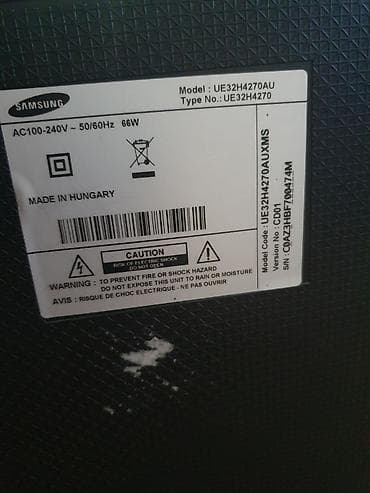 SAMSUNG
Model : UE32H4270AU
Type No.: UE32H4270
AC100-240V ~ 50/60Hz 66W
MADE IN HUNGARY
CAUTION
RISK OF ELECTRIC SHOCK
DO NOT OPEN
WARNING : TO PREVENT FIRE OR SHOCK HAZARD
DO NOT EXPOSE THIS UNIT TO RAIN OR MOISTURE
AVIS : RISQUE DE CHOC ELECTRIQUE - NE PAS OUVRIR
Model Code : UE32H4270AUXMS
Version No : CD01
S/N : C0AZ3HBF700474M